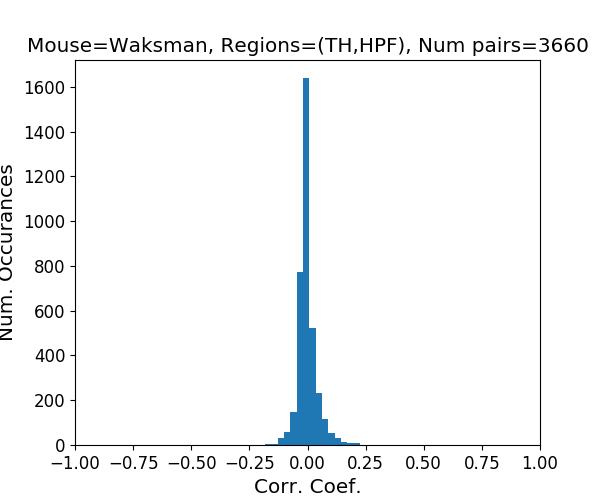 Mouse=Waksman, Regions=(TH,HPF), Num pairs=3660
Num. Occurances
1600
1400
1200
1000
800
600
400
200
0
−1.00 −0.75 −0.50 −0.25 0.00 0.25 0.50 0.75 1.00
Corr. Coef.